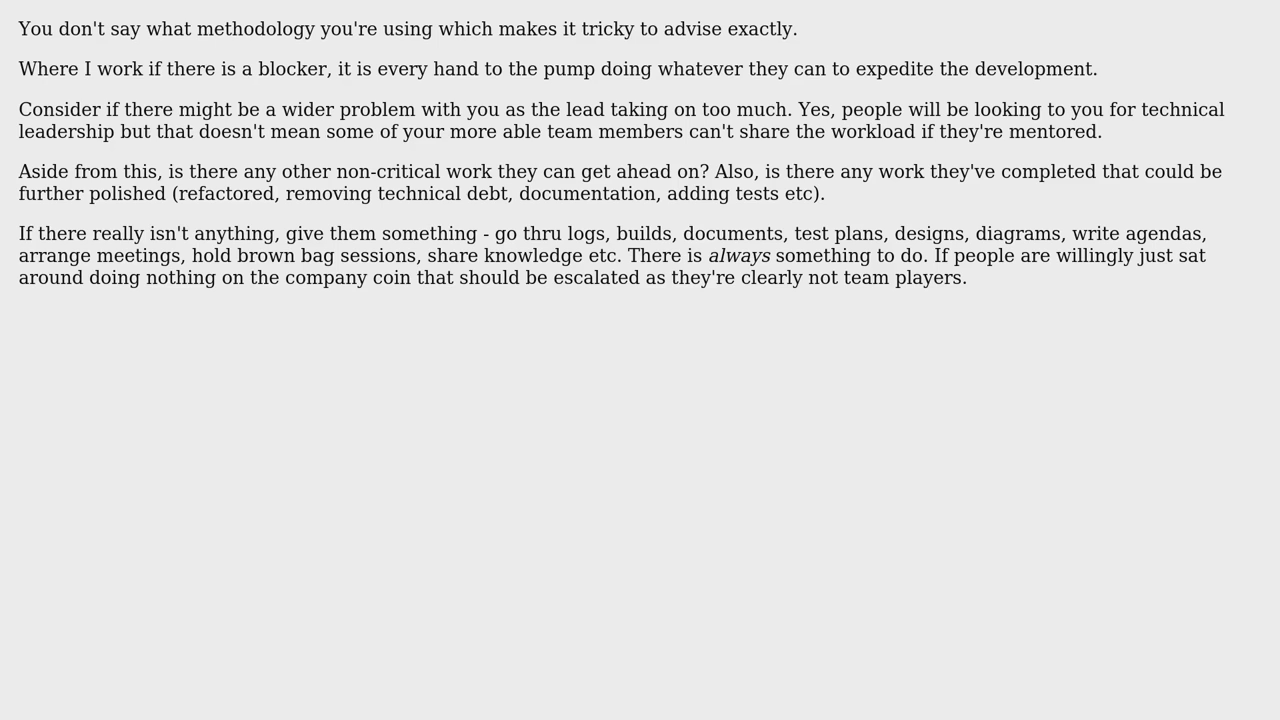 You don't say what methodology you're using which makes it tricky to advise exactly.
Where I work if there is a blocker, it is every hand to the pump doing whatever they can to expedite the development.
Consider if there might be a wider problem with you as the lead taking on too much. Yes, people will be looking to you for technical
leadership but that doesn't mean some of your more able team members can't share the workload if they're mentored.
Aside from this, is there any other non-critical work they can get ahead on? Also, is there any work they've completed that could be
further polished (refactored, removing technical debt, documentation, adding tests etc).
If there really isn't anything, give them something - go thru logs, builds, documents, test plans, designs, diagrams, write agendas,
arrange meetings, hold brown bag sessions, share knowledge etc. There is always something to do. If people are willingly just sat
around doing nothing on the company coin that should be escalated as they're clearly not team players.